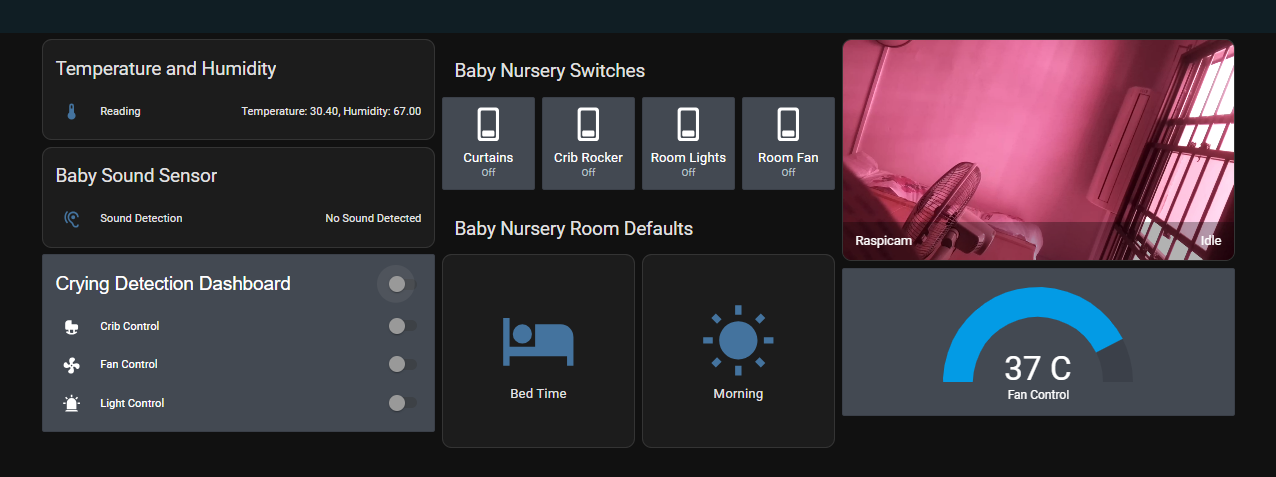 Temperature and Humidity
Reading
Temperature: 30.40, Humidity: 67.00
Baby Sound Sensor
Sound Detection
No Sound Detected
Crying Detection Dashboard
Crib Control
Fan Control
Light Control
Baby Nursery Switches
Curtains
Off
Crib Rocker
Off
Room Lights
Off
Room Fan
Off
Baby Nursery Room Defaults
Bed Time
Morning
Raspicam
Idle
37 C
Fan Control